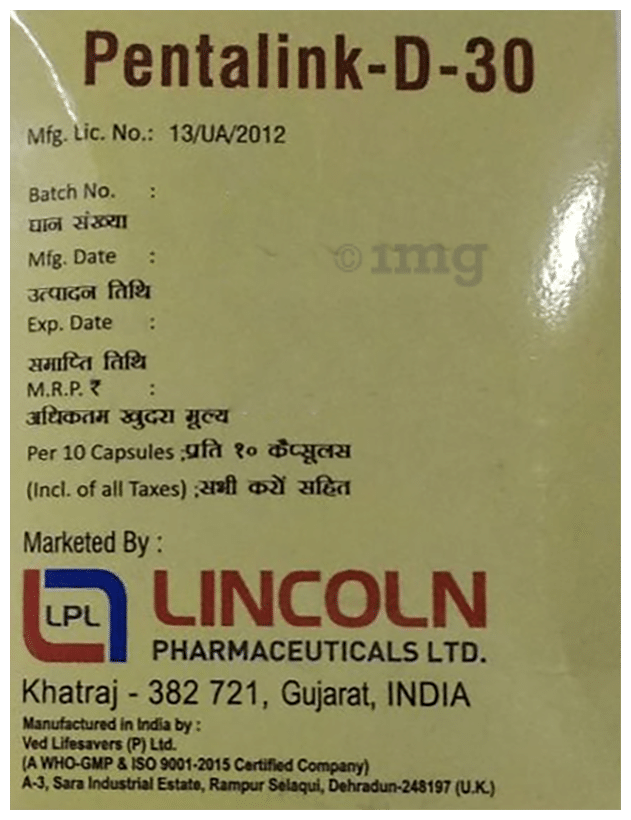 Pentalink-D-30
Mfg. Lic. No.: 13/UA/2012
Batch No. :
घान संख्या
Mfg. Date :
©1mg
उत्पादन तिथि
Exp. Date :
समाप्ति तिथि
M.R.P. ₹ :
अधिकतम खुदरा मूल्य
Per 10 Capsules ;प्रति १० कॅप्सूलस
(Incl. of all Taxes) ;सभी करों सहित
Marketed By :
LPL LINCOLN
PHARMACEUTICALS LTD.
Khatraj - 382 721, Gujarat, INDIA
Manufactured in India by :
Ved Lifesavers (P) Ltd.
(A WHO-GMP & ISO 9001-2015 Certified Company)
A-3, Sara Industrial Estate, Rampur Selaqui, Dehradun-248197 (U.K.)